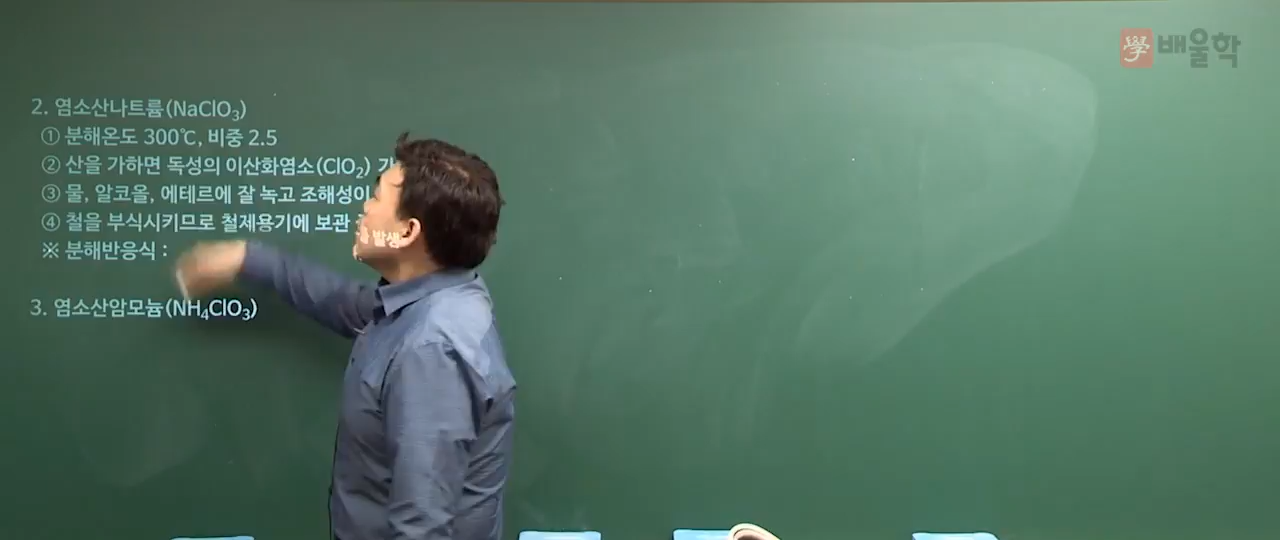 學 배울학
2. 염소산나트륨(NaClO₃)
① 분해온도 300℃, 비중 2.5
② 산을 가하면 독성의 이산화염소(ClO₂)
③ 물, 알코올, 에테르에 잘 녹고 조해성이
④ 철을 부식시키므로 철제용기에 보관
발생
※ 분해반응식 :
3. 염소산암모늄(NH₄ClO₃)